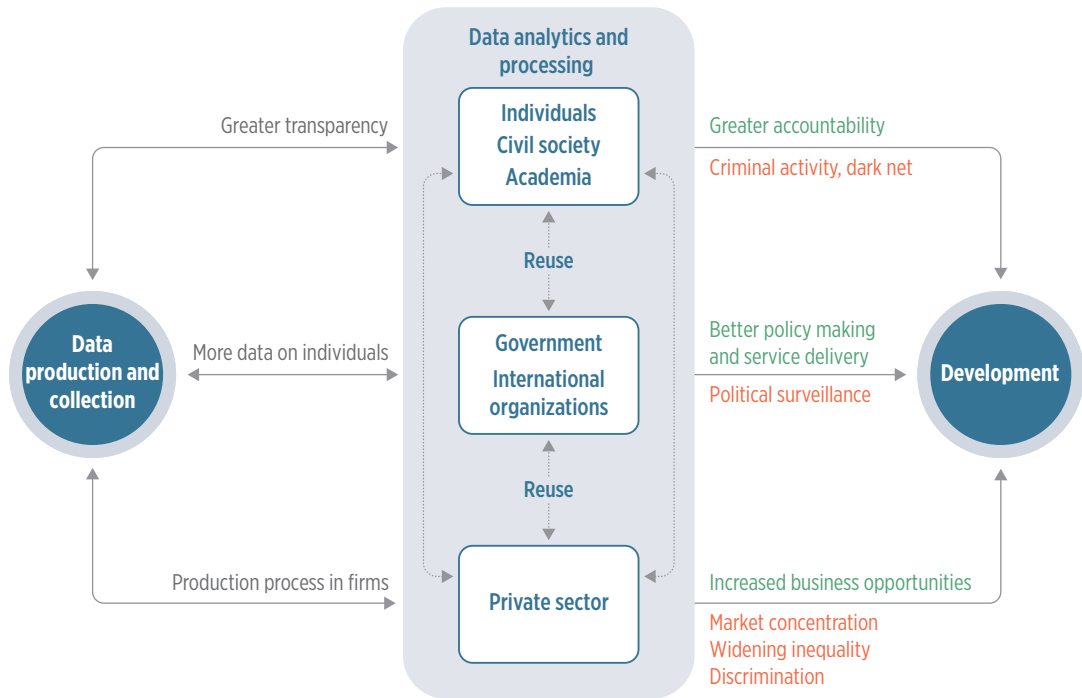 Data analytics and
processing
Individuals
Civil society
Academia
Greater transparency
Greater accountability
Criminal activity, dark net
Reuse
Data
production and
collection
More data on individuals
Government
International
organizations
Better policy making
and service delivery
Political surveillance
Development
Reuse
Production process in firms
Private sector
Increased business opportunities
Market concentration
Widening inequality
Discrimination